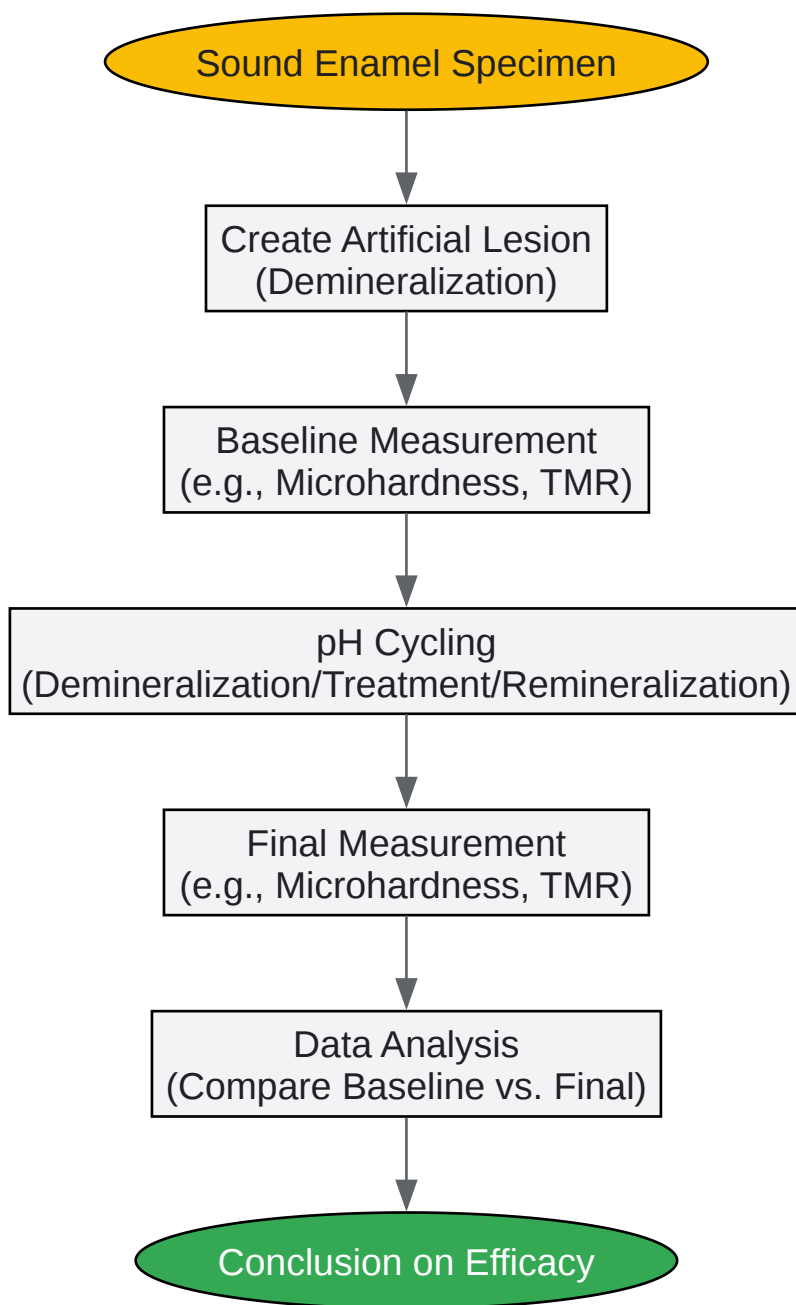 Sound Enamel Specimen
Create Artificial Lesion
(Demineralization)
Baseline Measurement
(e.g., Microhardness, TMR)
pH Cycling
(Demineralization/Treatment/Remineralization)
Final Measurement
(e.g., Microhardness, TMR)
Data Analysis
(Compare Baseline vs. Final)
Conclusion on Efficacy